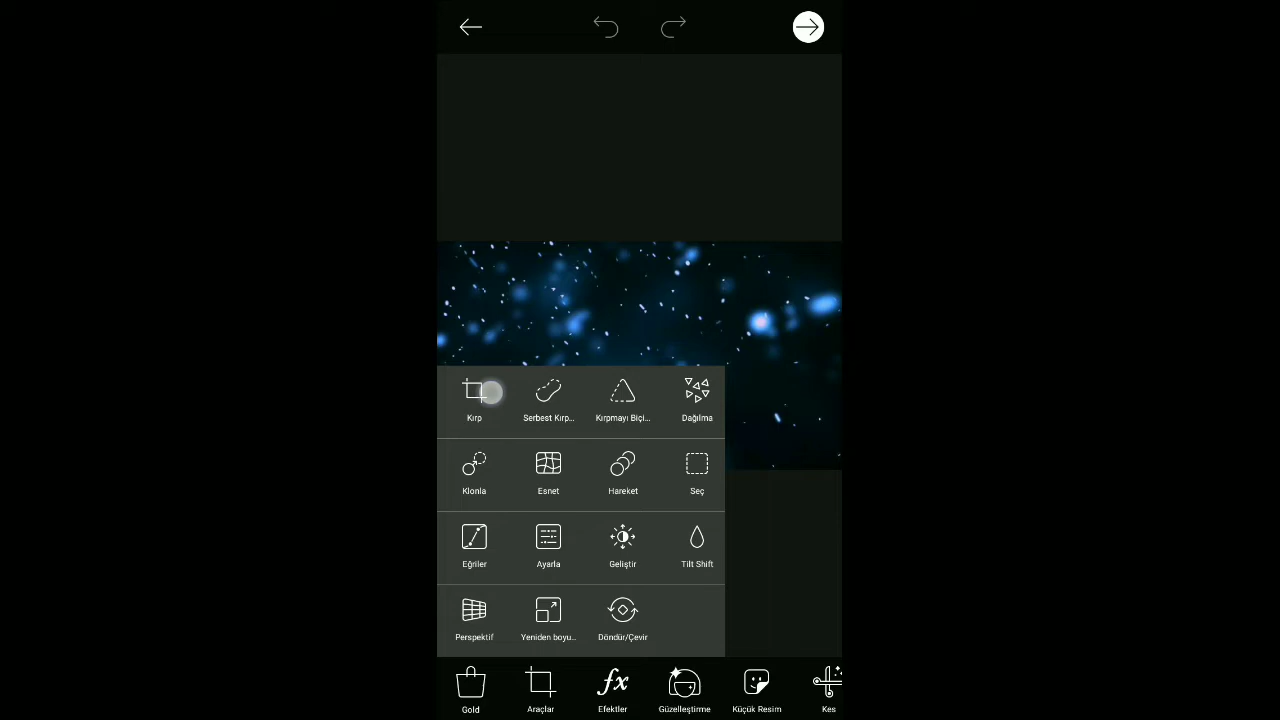 Kırp
Serbest Kırp...
Kırpmayı Biçi...
Dağılma
Klonla
Esnet
Hareket
Seç
Eğriler
Ayarla
Geliştir
Tilt Shift
Perspektif
Yeniden boyu...
Döndür/Çevir
Gold
Araçlar
fx
Efektler
Güzelleştirme
Küçük Resim
Kes